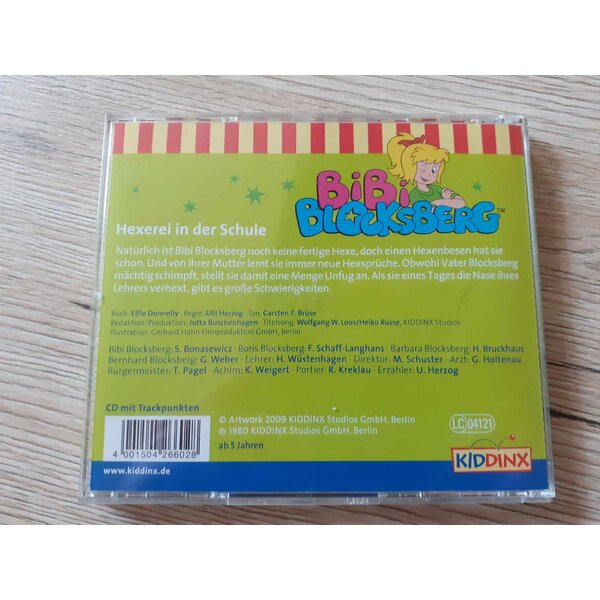 BiBi
BLOCKSBERG™
Hexerei in der Schule
Natürlich ist Bibi Blocksberg noch keine fertige Hexe, doch einen Hexenbesen hat sie
schon. Und von ihrer Mutter lernt sie immer neue Hexsprüche. Obwohl Vater Blocksberg
mächtig schimpft, stellt sie damit eine Menge Unfug an. Als sie eines Tages die Nase ihres
Lehrers verhext, gibt es große Schwierigkeiten.
Buch: Elfie Donnelly · Regie: Ulli Herzog · Ton: Carsten T. Brüse
Redaktion/Produktion: Jutta Buschenhagen · Titelsong: Wolfgang W. Loos/Heiko Rüsse, KIDDINX Studios
Illustration: Gerhard Hahn Filmproduktion GmbH, Berlin
Bibi Blocksberg: S. Bonasewicz · Boris Blocksberg: F. Schaff-Langhans · Barbara Blocksberg: H. Bruckhaus
Bernhard Blocksberg: G. Weber · Lehrer: H. Wüstenhagen · Direktor: M. Schuster · Arzt: G. Holtenau
Bürgermeister: T. Pagel · Achim: K. Weigert · Portier: R. Kreklau · Erzähler: U. Herzog
CD mit Trackpunkten
4 001504 266028
www.kiddinx.de
© Artwork 2009 KIDDINX Studios GmbH, Berlin
℗ 1980 KIDDINX Studios GmbH, Berlin
ab 5 Jahren
LC 04121
KIDDINX